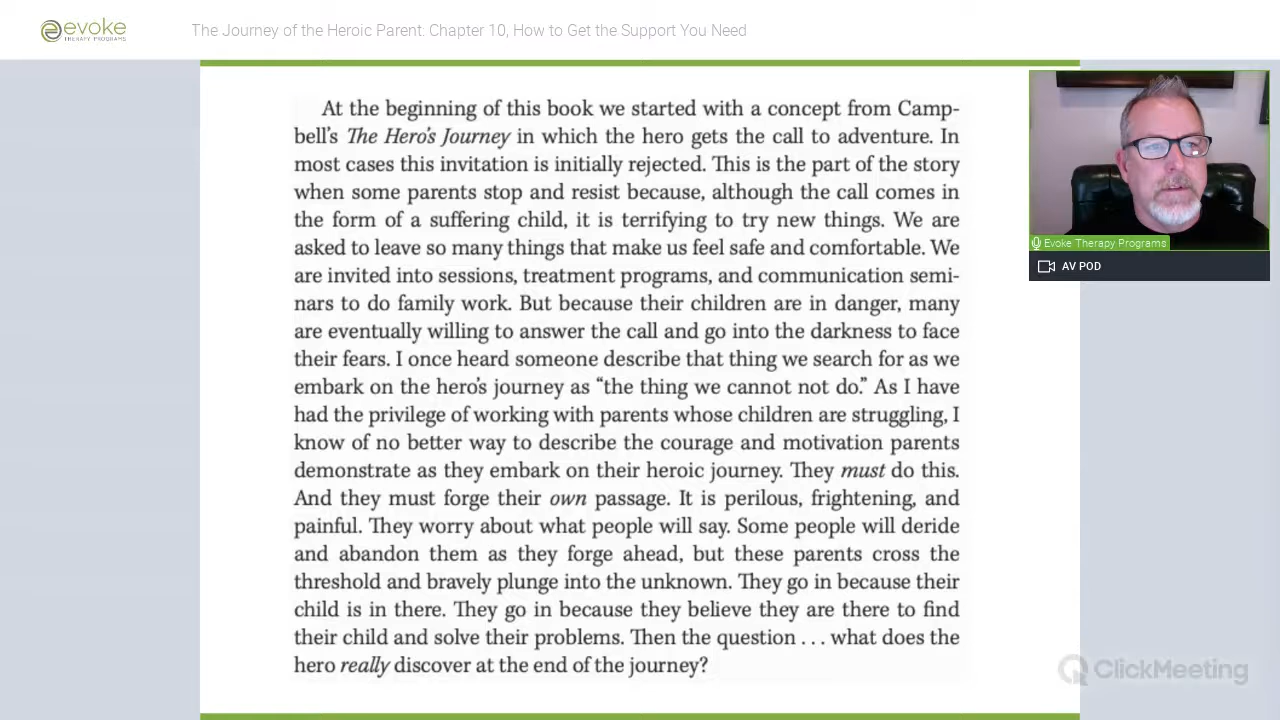 evoke
THERAPY PROGRAMS
The Journey of the Heroic Parent: Chapter 10, How to Get the Support You Need
At the beginning of this book we started with a concept from Camp-
bell's The Hero's Journey in which the hero gets the call to adventure. In
most cases this invitation is initially rejected. This is the part of the story
when some parents stop and resist because, although the call comes in
the form of a suffering child, it is terrifying to try new things. We are
asked to leave so many things that make us feel safe and comfortable. We
are invited into sessions, treatment programs, and communication semi-
nars to do family work. But because their children are in danger, many
are eventually willing to answer the call and go into the darkness to face
their fears. I once heard someone describe that thing we search for as we
embark on the hero's journey as “the thing we cannot not do.” As I have
had the privilege of working with parents whose children are struggling, I
know of no better way to describe the courage and motivation parents
demonstrate as they embark on their heroic journey. They must do this.
And they must forge their own passage. It is perilous, frightening, and
painful. They worry about what people will say. Some people will deride
and abandon them as they forge ahead, but these parents cross the
threshold and bravely plunge into the unknown. They go in because their
child is in there. They go in because they believe they are there to find
their child and solve their problems. Then the question . . . what does the
hero really discover at the end of the journey?
Evoke Therapy Programs
AV POD
ClickMeeting